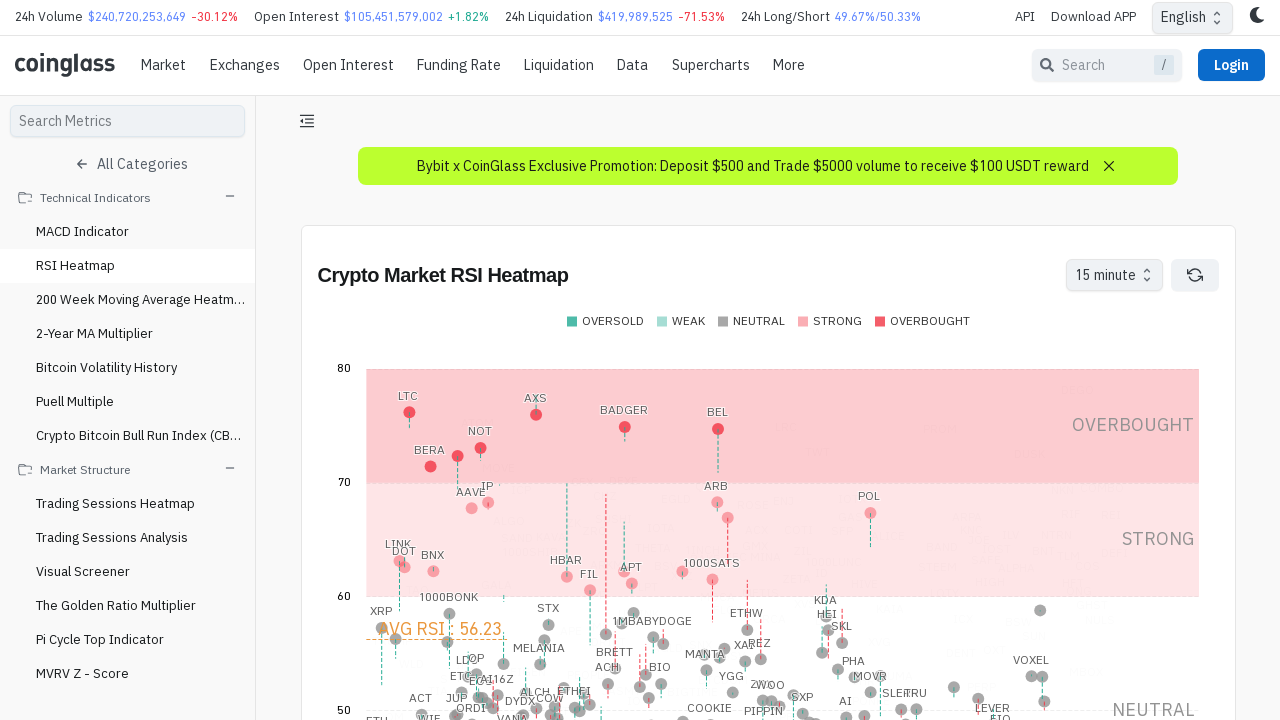 24h Volume $240,720,253,649 -30.12% Open Interest $105,451,579,002 +1.82% 24h Liquidation $419,989,525 -71.53% 24h Long/Short 49.67%/50.33% API Download APP English
coinglass Market Exchanges Open Interest Funding Rate Liquidation Data Supercharts More Search / Login
Search Metrics
All Categories
Technical Indicators
MACD Indicator
RSI Heatmap
200 Week Moving Average Heatm...
2-Year MA Multiplier
Bitcoin Volatility History
Puell Multiple
Crypto Bitcoin Bull Run Index (CB...
Market Structure
Trading Sessions Heatmap
Trading Sessions Analysis
Visual Screener
The Golden Ratio Multiplier
Pi Cycle Top Indicator
MVRV Z - Score
Bybit x CoinGlass Exclusive Promotion: Deposit $500 and Trade $5000 volume to receive $100 USDT reward
Crypto Market RSI Heatmap 15 minute
OVERSOLD WEAK NEUTRAL STRONG OVERBOUGHT
80
LTC AXS
BADGER BEL
OVERBOUGHT
NOT
BERA
70
IP ARB
AAVE POL
STRONG
LINK
DOT BNX
HBAR APT 1000SATS
FIL
60
1000BONK KDA
XRP STX ETHW HEI
1MBABYDOGE SKL
AVG RSI : 56.23
MELANIA XAI REZ
BRETT MANTA
LDO OP ACH BIO PHA VOXEL
ETC AI16Z YGG MOVR
ALCH ETHFI WOO SLERF TRU
ACT JUP DYDX COW SXP AI
ORDI COOKIE PIPPIN LEVER
50
WIF VANA
NEUTRAL